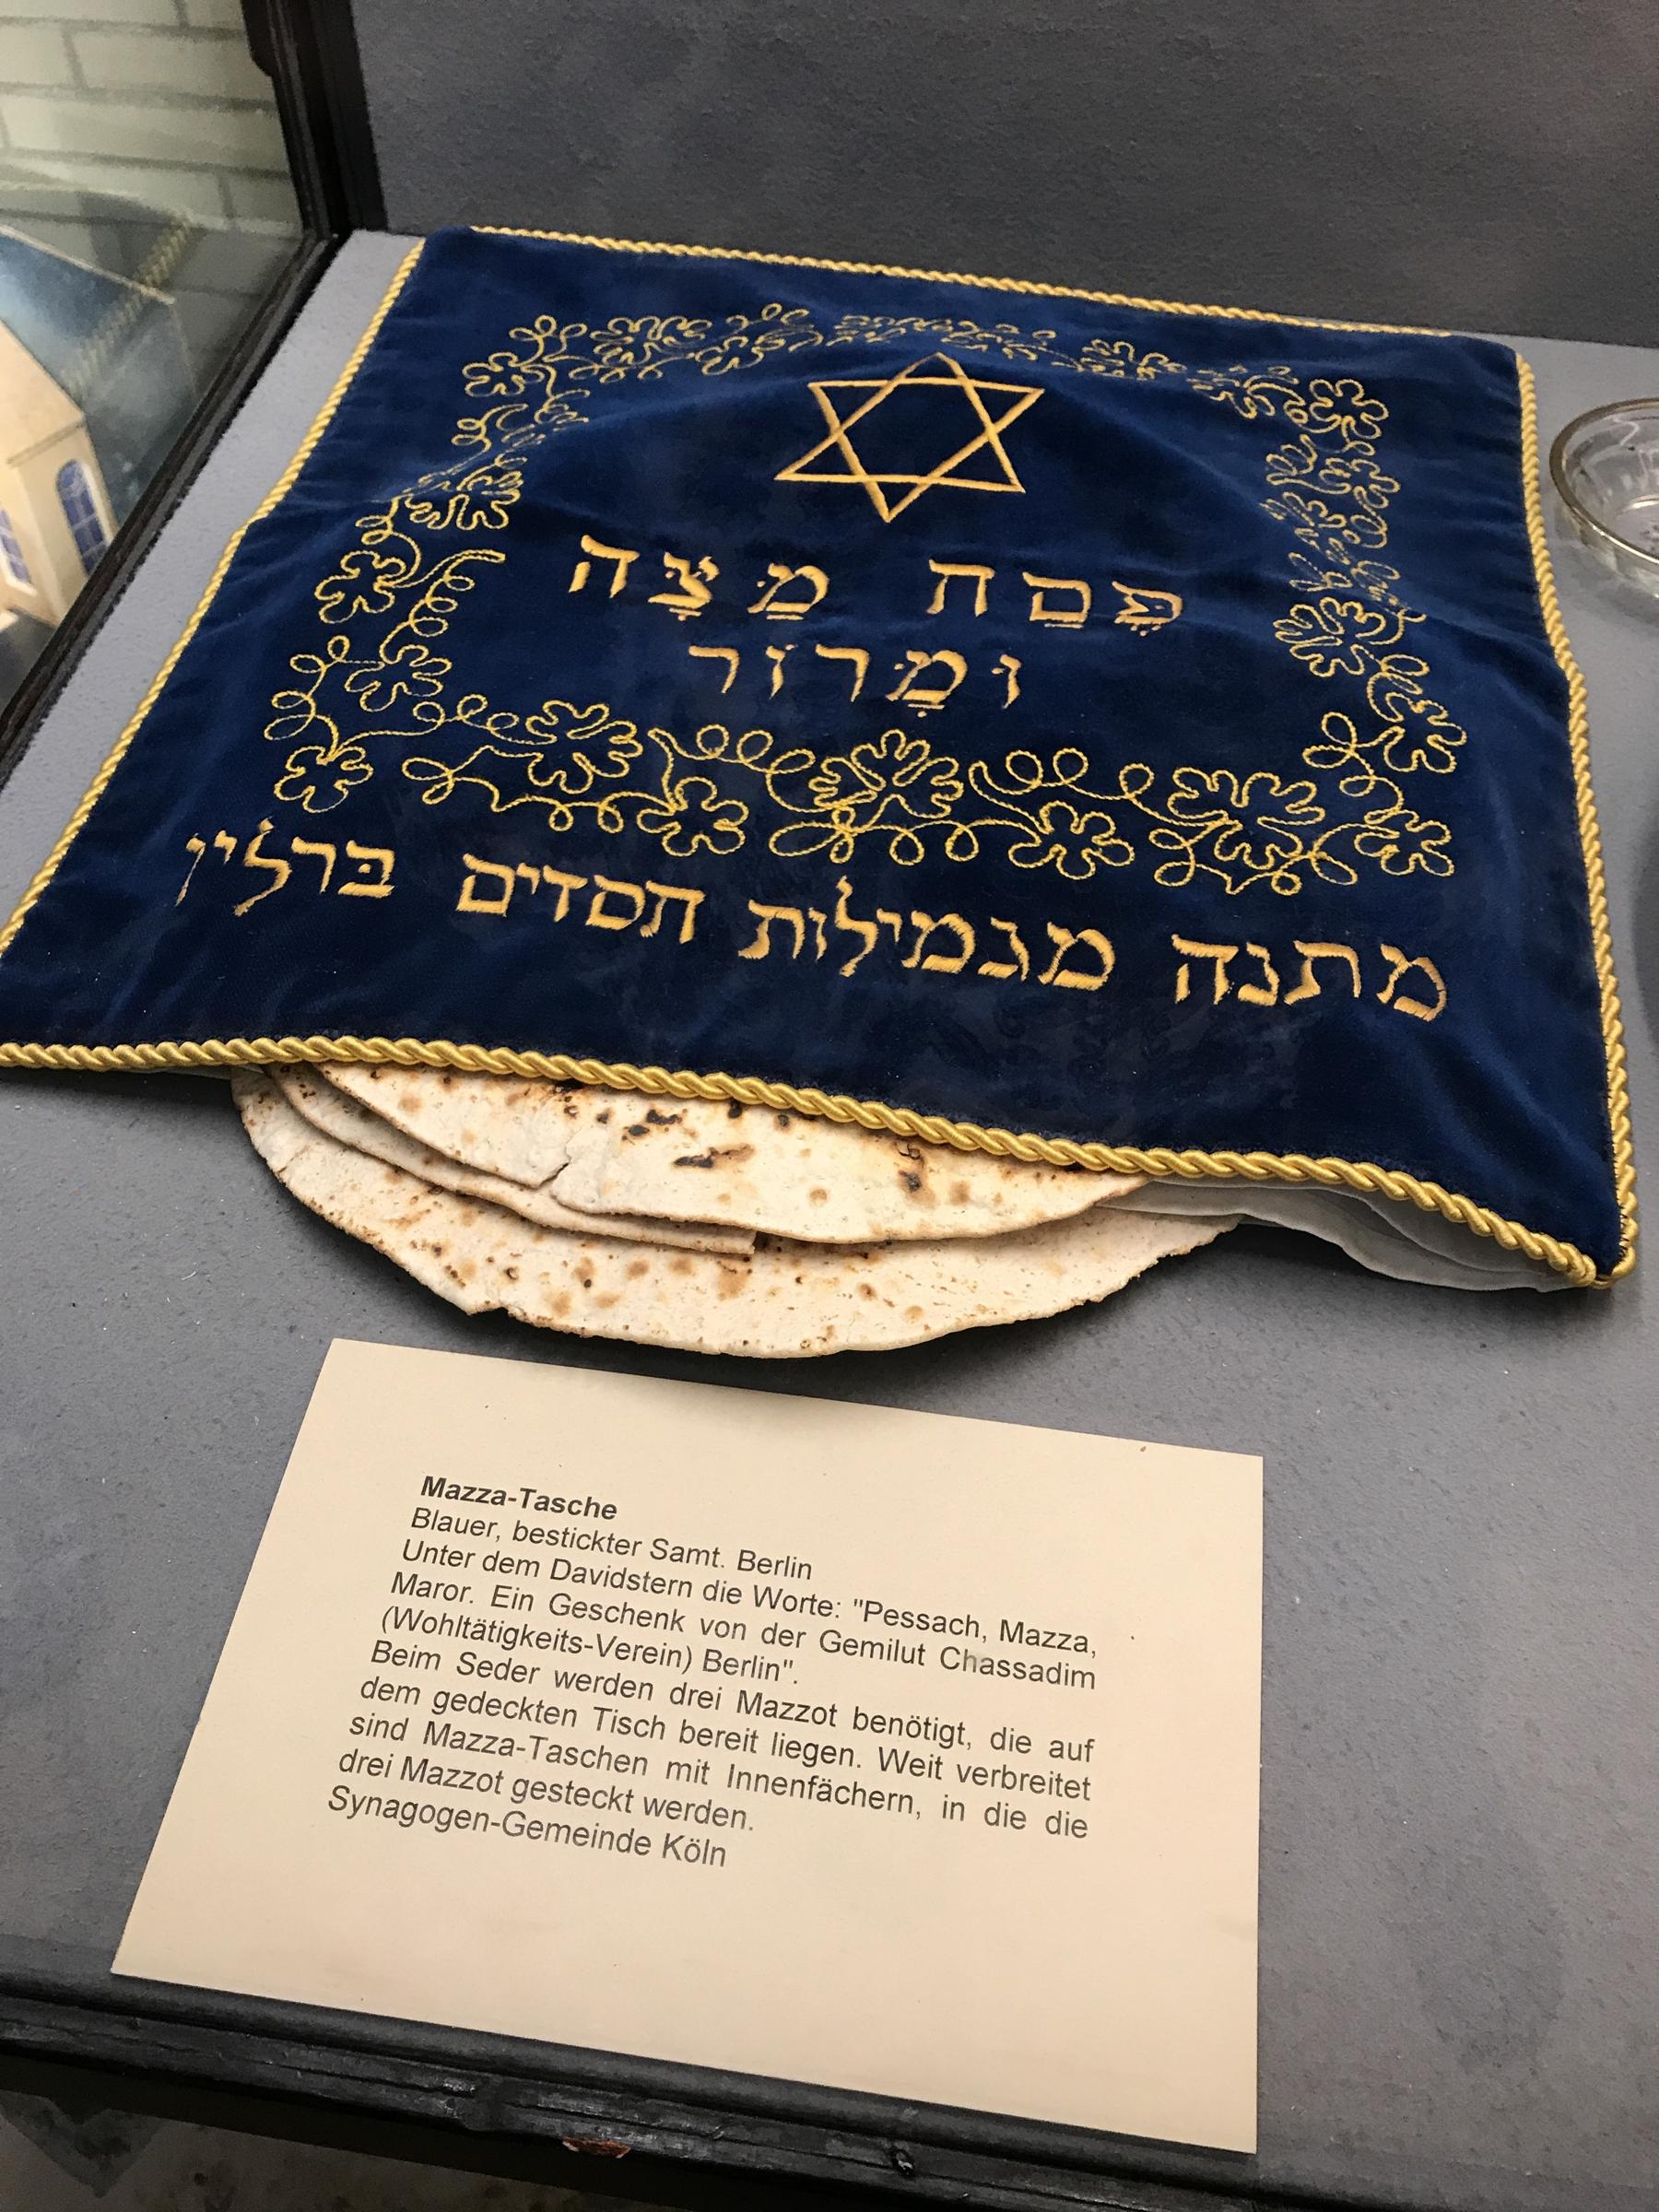 פֶּסַח מַצָּה
וּמָרוֹר
מתנה מגמילות חסדים ברלין
Mazza-Tasche
Blauer, bestickter Samt. Berlin
Unter dem Davidstern die Worte: "Pessach, Mazza,
Maror. Ein Geschenk von der Gemilut Chassadim
(Wohltätigkeits-Verein) Berlin".
Beim Seder werden drei Mazzot benötigt, die auf
dem gedeckten Tisch bereit liegen. Weit verbreitet
sind Mazza-Taschen mit Innenfächern, in die die
drei Mazzot gesteckt werden.
Synagogen-Gemeinde Köln